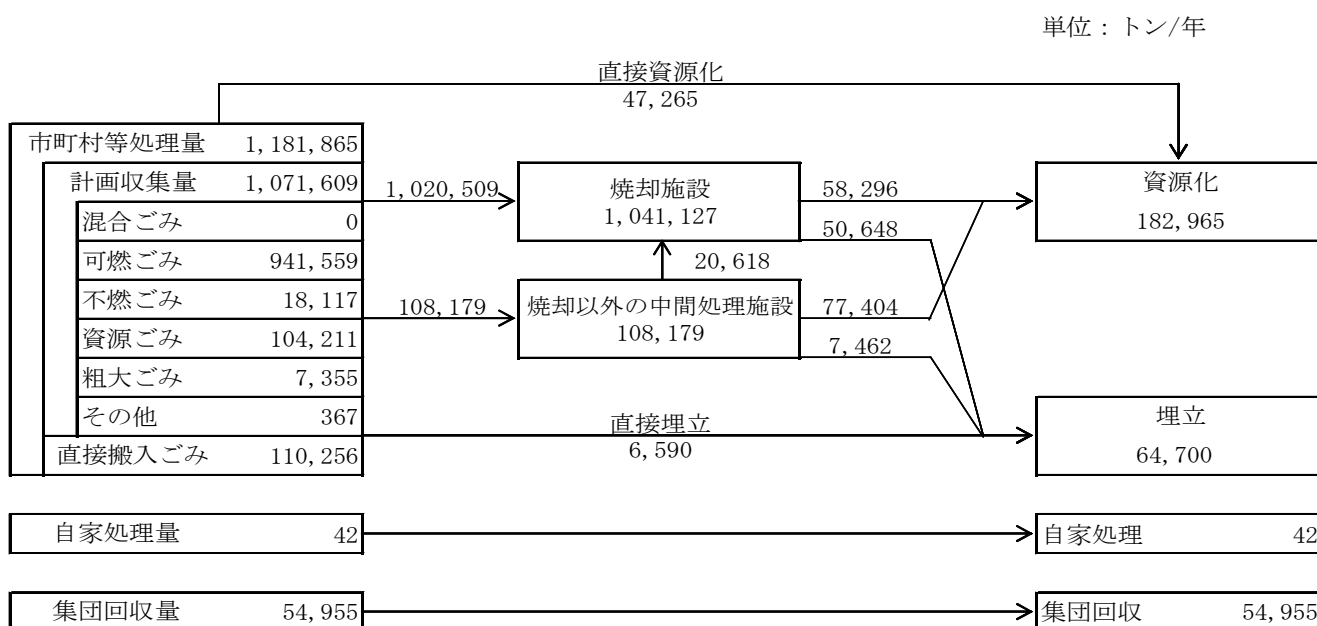 単位：トン/年
直接資源化
47,265
市町村等処理量 1,181,865
計画収集量 1,071,609
混合ごみ 0
可燃ごみ 941,559
不燃ごみ 18,117
資源ごみ 104,211
粗大ごみ 7,355
その他 367
直接搬入ごみ 110,256
1,020,509
焼却施設
1,041,127
58,296
50,648
20,618
108,179
焼却以外の中間処理施設
108,179
77,404
7,462
直接埋立
6,590
資源化
182,965
埋立
64,700
自家処理量 42
自家処理 42
集団回収量 54,955
集団回収 54,955